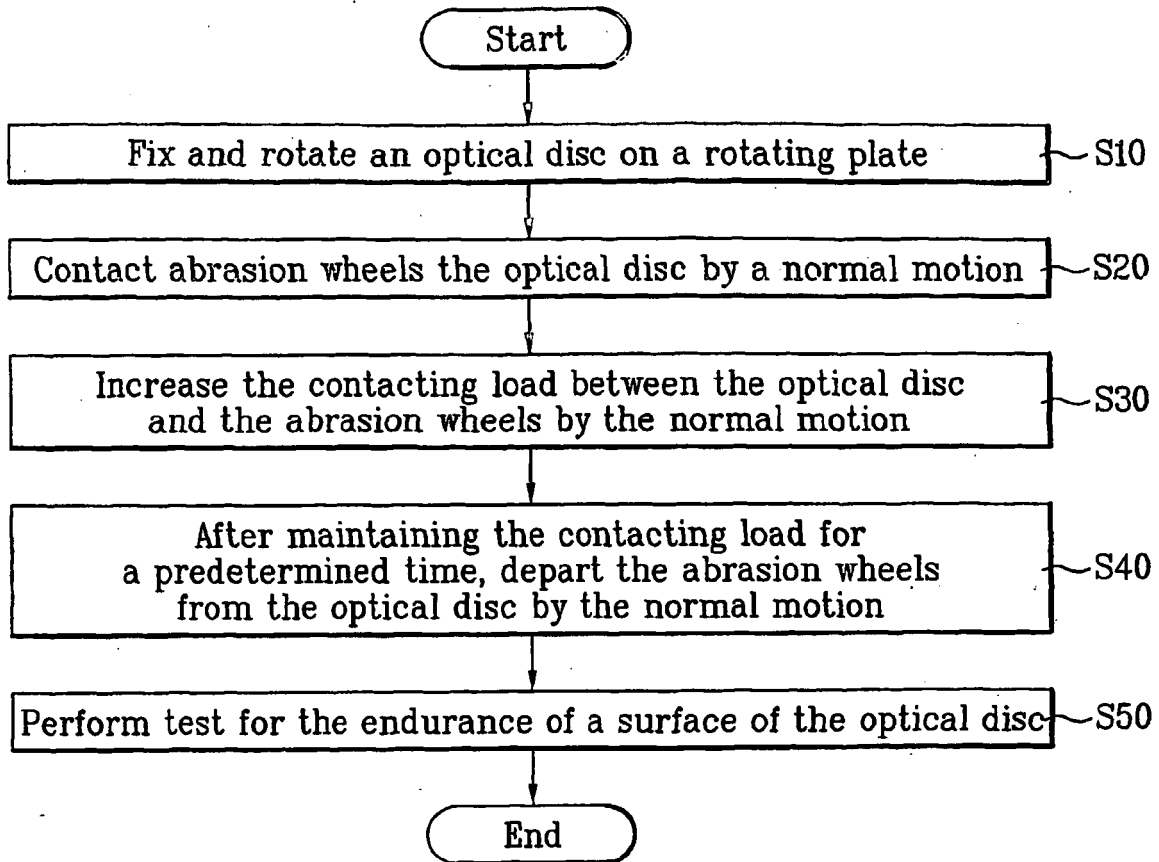 Start
Fix and rotate an optical disc on a rotating plate
S10
Contact abrasion wheels the optical disc by a normal motion
S20
Increase the contacting load between the optical disc
and the abrasion wheels by the normal motion
S30
After maintaining the contacting load for
a predetermined time, depart the abrasion wheels
from the optical disc by the normal motion
S40
Perform test for the endurance of a surface of the optical disc
S50
End